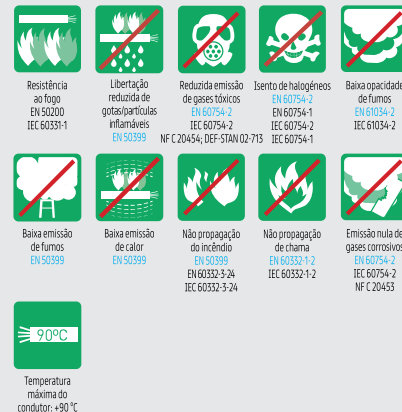 Resistência
ao fogo
EN 50200
IEC 60331-1
Libertação
reduzida de
gotas/partículas
inflamáveis
EN 50399
Reduzida emissão
de gases tóxicos
EN 60754-2
IEC 60754-2
NF C 20454; DEF-STAN 02-713
Isento de halogéneos
EN 60754-2
EN 60754-1
IEC 60754-2
IEC 60754-1
Baixa opacidade
de fumos
EN 61034-2
IEC 61034-2
Baixa emissão
de fumos
EN 50399
Baixa emissão
de calor
EN 50399
Não propagação
do incêndio
EN 50399
EN 60332-3-24
IEC 60332-3-24
Não propagação
de chama
EN 60332-1-2
IEC 60332-1-2
Emissão nula de
gases corrosivos
EN 60754-2
IEC 60754-2
NF C 20453
90ºC
Temperatura
máxima do
condutor: +90 ºC